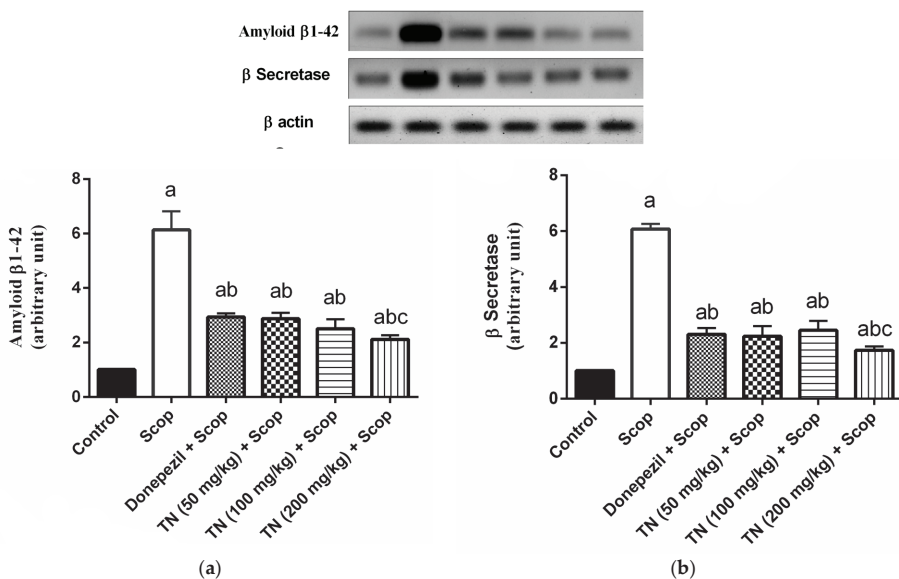 Amyloid β1-42
β Secretase
β actin
Amyloid β1-42
(arbitrary unit)
8
6
4
2
0
a
ab
ab
ab
abc
Control
Scop
Donepezil + Scop
TN (50 mg/kg) + Scop
TN (100 mg/kg) + Scop
TN (200 mg/kg) + Scop
(a)
β Secretase
(arbitrary unit)
8
6
4
2
0
a
ab
ab
ab
abc
Control
Scop
Donepezil + Scop
TN (50 mg/kg) + Scop
TN (100 mg/kg) + Scop
TN (200 mg/kg) + Scop
(b)